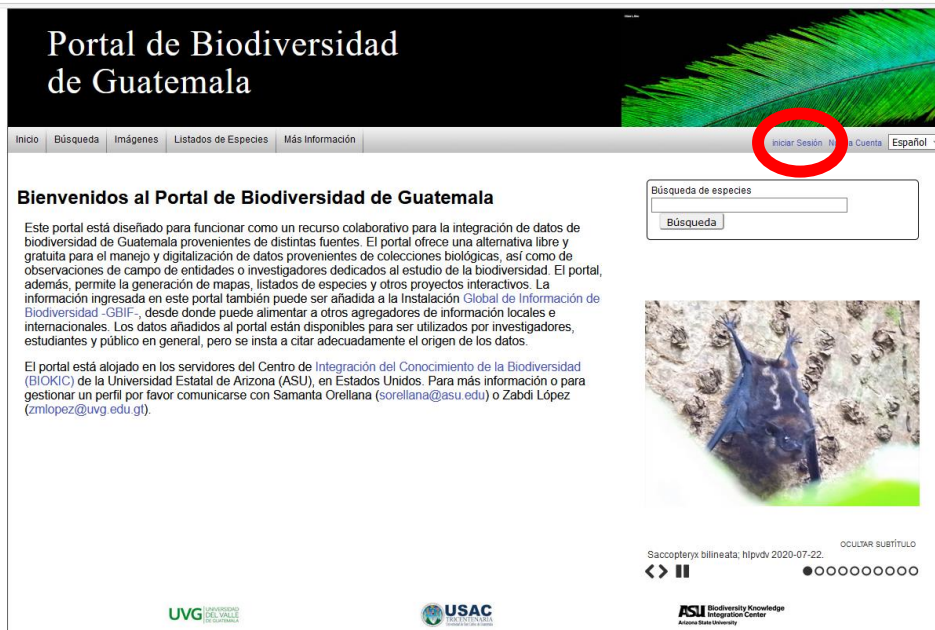 Portal de Biodiversidad
de Guatemala
Inicio Búsqueda Imágenes Listados de Especies Más Información
Iniciar Sesión Cuenta Español
Bienvenidos al Portal de Biodiversidad de Guatemala
Este portal está diseñado para funcionar como un recurso colaborativo para la integración de datos de
biodiversidad de Guatemala provenientes de distintas fuentes. El portal ofrece una alternativa libre y
gratuita para el manejo y digitalización de datos provenientes de colecciones biológicas, así como de
observaciones de campo de entidades o investigadores dedicados al estudio de la biodiversidad. El portal,
además, permite la generación de mapas, listados de especies y otros proyectos interactivos. La
información ingresada en este portal también puede ser añadida a la Instalación Global de Información de
Biodiversidad -GBIF-, desde donde puede alimentar a otros agregadores de información locales e
internacionales. Los datos añadidos al portal están disponibles para ser utilizados por investigadores,
estudiantes y público en general, pero se insta a citar adecuadamente el origen de los datos.
El portal está alojado en los servidores del Centro de Integración del Conocimiento de la Biodiversidad
(BIOKIC) de la Universidad Estatal de Arizona (ASU), en Estados Unidos. Para más información o para
gestionar un perfil por favor comunicarse con Samanta Orellana (sorellana@asu.edu) o Zabdi López
(zmlopez@uvg.edu.gt).
Búsqueda de especies
Búsqueda
OCULTAR SUBTÍTULO
Saccopteryx bilineata; hlpvdv 2020-07-22.
UVG UNIVERSIDAD
DEL VALLE
DE GUATEMALA
USAC
TRICENTENARIA
ASU Biodiversity Knowledge
Integration Center
Arizona State University